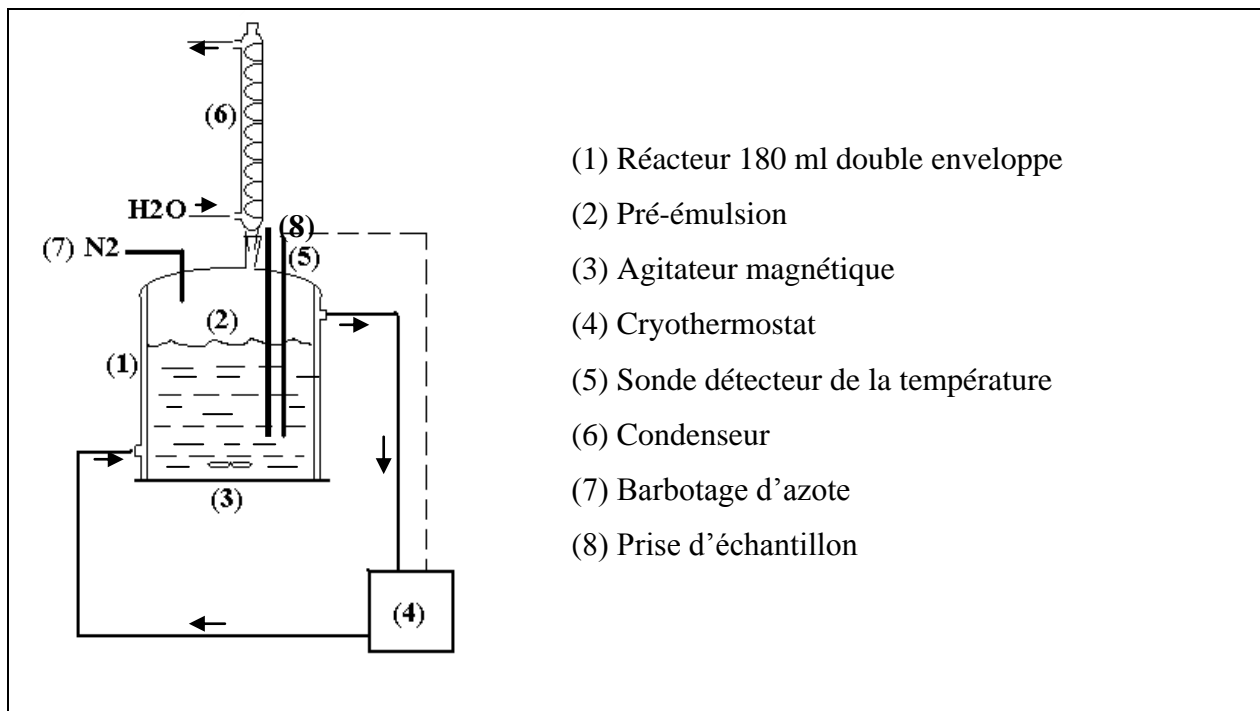 (6)
H2O
(8)
(7) N2
(5)
(2)
(1)
(3)
(4)
(1) Réacteur 180 ml double enveloppe
(2) Pré-émulsion
(3) Agitateur magnétique
(4) Cryothermostat
(5) Sonde détecteur de la température
(6) Condenseur
(7) Barbotage d’azote
(8) Prise d’échantillon